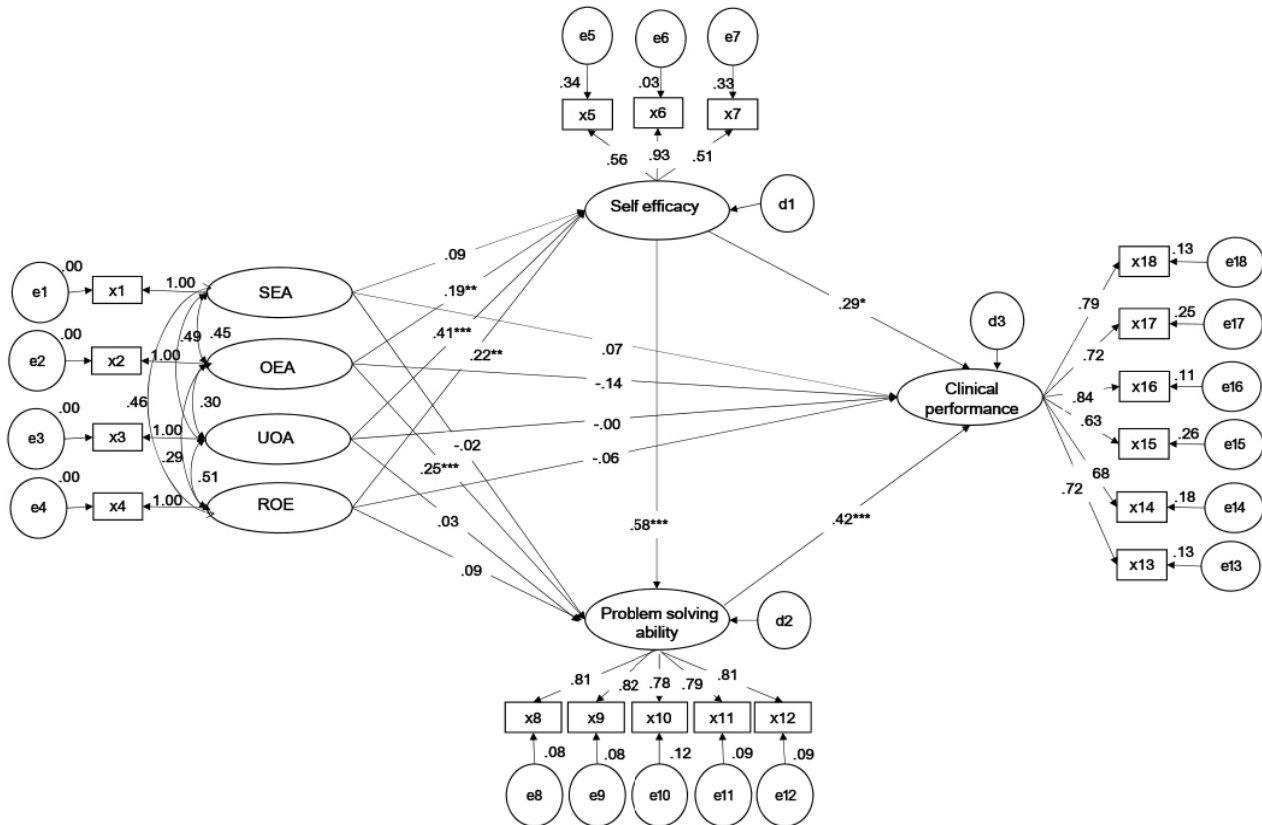 e5 e6 e7
.34 .03 .33
x5 x6 x7
.56 .93 .51
Self efficacy
d1
.09
.19**
.41***
.22**
.29*
.00
e1 x1 1.00 SEA
.49 .45
.00
e2 x2 1.00 OEA
.46 .30
.00
e3 x3 1.00 UOA
.29 .51
.00
e4 x4 1.00 ROE
.07
-.14
-.00
-.06
-.02
.25***
.03
.09
.58***
.42***
d3
Clinical
performance
.79 x18 .13 e18
.72 x17 .25 e17
.84 x16 .11 e16
.63 x15 .26 e15
68 x14 .18 e14
.72 x13 .13 e13
Problem solving
ability
d2
.81 .82 .78 .79 .81
x8 x9 x10 x11 x12
.08 .08 .12 .09 .09
e8 e9 e10 e11 e12